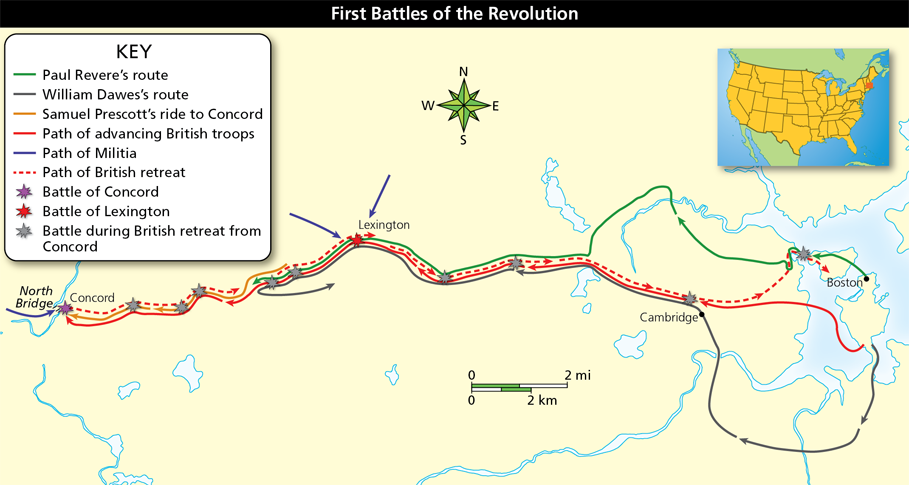 First Battles of the Revolution
KEY
Paul Revere's route
William Dawes's route
Samuel Prescott's ride to Concord
Path of advancing British troops
Path of Militia
Path of British retreat
Battle of Concord
Battle of Lexington
Battle during British retreat from
Concord
N
W
E
S
Lexington
North
Bridge
Concord
Boston
Cambridge
0
2 mi
0
2 km